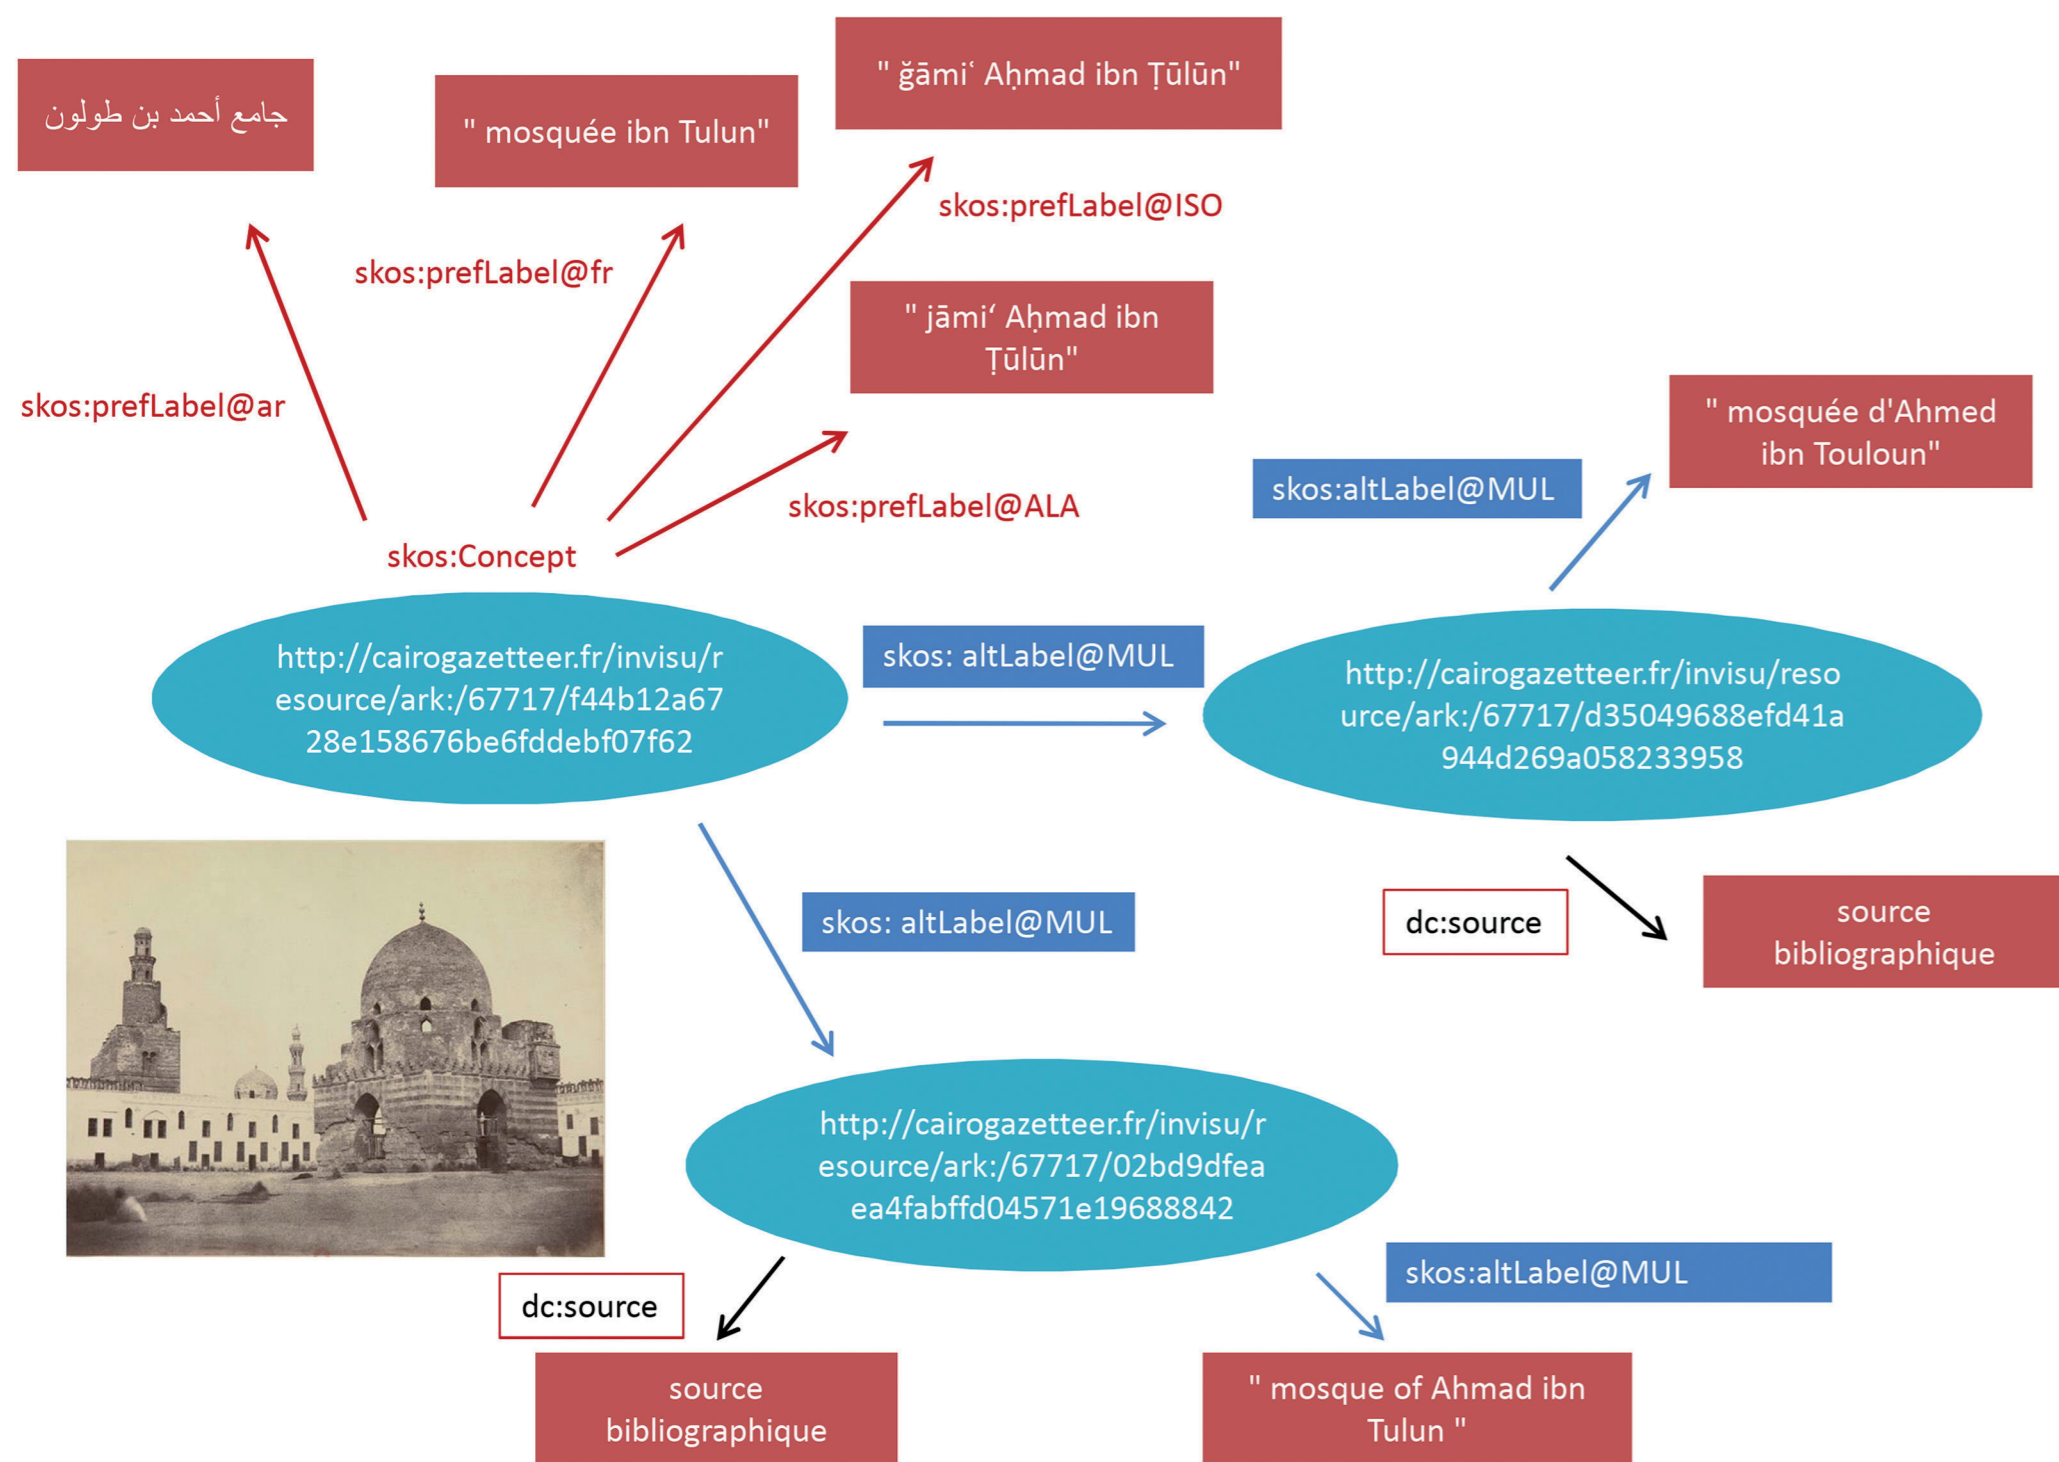 " ğāmiʿ Aḥmad ibn Ṭūlūn"
جامع أحمد بن طولون
" mosquée ibn Tulun"
skos:prefLabel@ISO
skos:prefLabel@fr
" jāmi‘ Aḥmad ibn
Ṭūlūn"
skos:prefLabel@ar
" mosquée d'Ahmed
ibn Touloun"
skos:altLabel@MUL
skos:prefLabel@ALA
skos:Concept
http://cairogazetteer.fr/invisu/r
esource/ark:/67717/f44b12a67
28e158676be6fddebf07f62
skos: altLabel@MUL
http://cairogazetteer.fr/invisu/reso
urce/ark:/67717/d35049688efd41a
944d269a058233958
skos: altLabel@MUL
dc:source
source
bibliographique
http://cairogazetteer.fr/invisu/r
esource/ark:/67717/02bd9dfea
ea4fabffd04571e19688842
skos:altLabel@MUL
dc:source
source
bibliographique
" mosque of Ahmad ibn
Tulun "